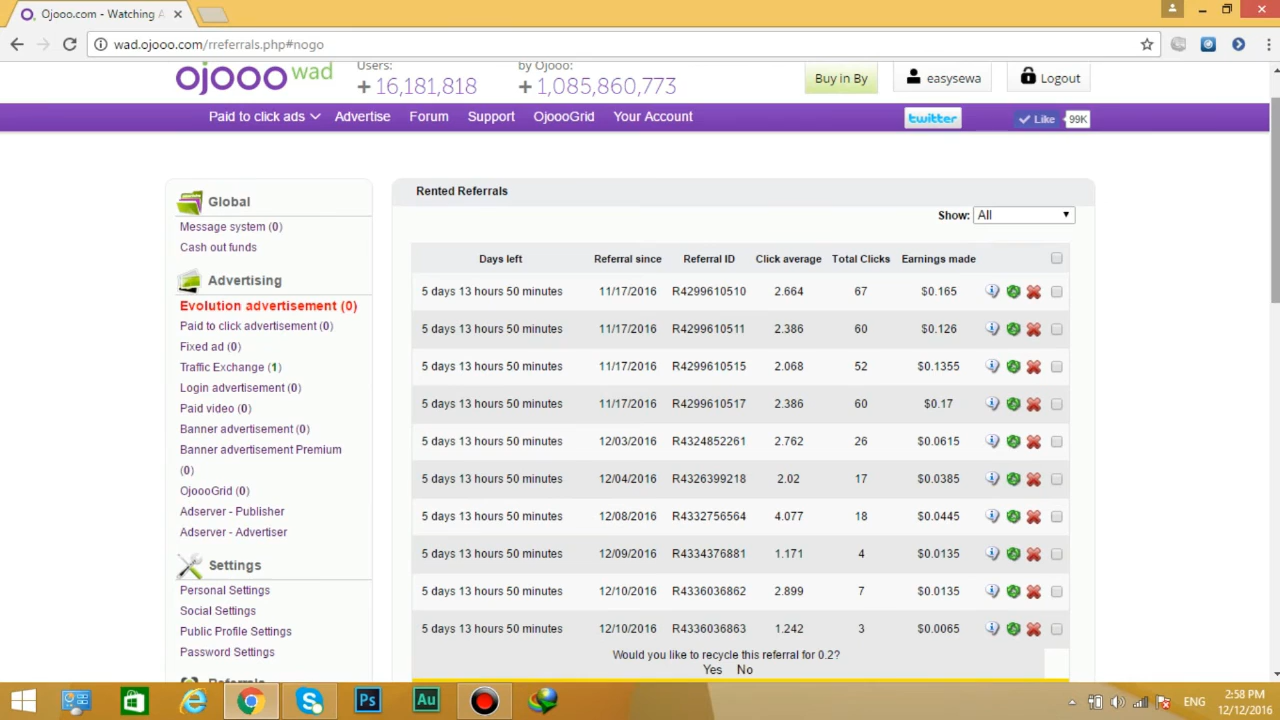 Ojooo.com - Watching A
wad.ojooo.com/rreferrals.php#nogo
ojooo wad
Users:
+ 16,181,818
by Ojooo:
+ 1,085,860,773
Buy in By
easysewa
Logout
Paid to click ads Advertise Forum Support OjoooGrid Your Account
twitter
Like 99K
Global
Message system (0)
Cash out funds
Advertising
Evolution advertisement (0)
Paid to click advertisement (0)
Fixed ad (0)
Traffic Exchange (1)
Login advertisement (0)
Paid video (0)
Banner advertisement (0)
Banner advertisement Premium
(0)
OjoooGrid (0)
Adserver - Publisher
Adserver - Advertiser
Settings
Personal Settings
Social Settings
Public Profile Settings
Password Settings
Referrals
Rented Referrals
Show: All
Days left Referral since Referral ID Click average Total Clicks Earnings made
5 days 13 hours 50 minutes 11/17/2016 R4299610510 2.664 67 $0.165
5 days 13 hours 50 minutes 11/17/2016 R4299610511 2.386 60 $0.126
5 days 13 hours 50 minutes 11/17/2016 R4299610515 2.068 52 $0.1355
5 days 13 hours 50 minutes 11/17/2016 R4299610517 2.386 60 $0.17
5 days 13 hours 50 minutes 12/03/2016 R4324852261 2.762 26 $0.0615
5 days 13 hours 50 minutes 12/04/2016 R4326399218 2.02 17 $0.0385
5 days 13 hours 50 minutes 12/08/2016 R4332756564 4.077 18 $0.0445
5 days 13 hours 50 minutes 12/09/2016 R4334376881 1.171 4 $0.0135
5 days 13 hours 50 minutes 12/10/2016 R4336036862 2.899 7 $0.0135
5 days 13 hours 50 minutes 12/10/2016 R4336036863 1.242 3 $0.0065
Would you like to recycle this referral for 0.2?
Yes No
Ps
Au
ENG
2:58 PM
12/12/2016